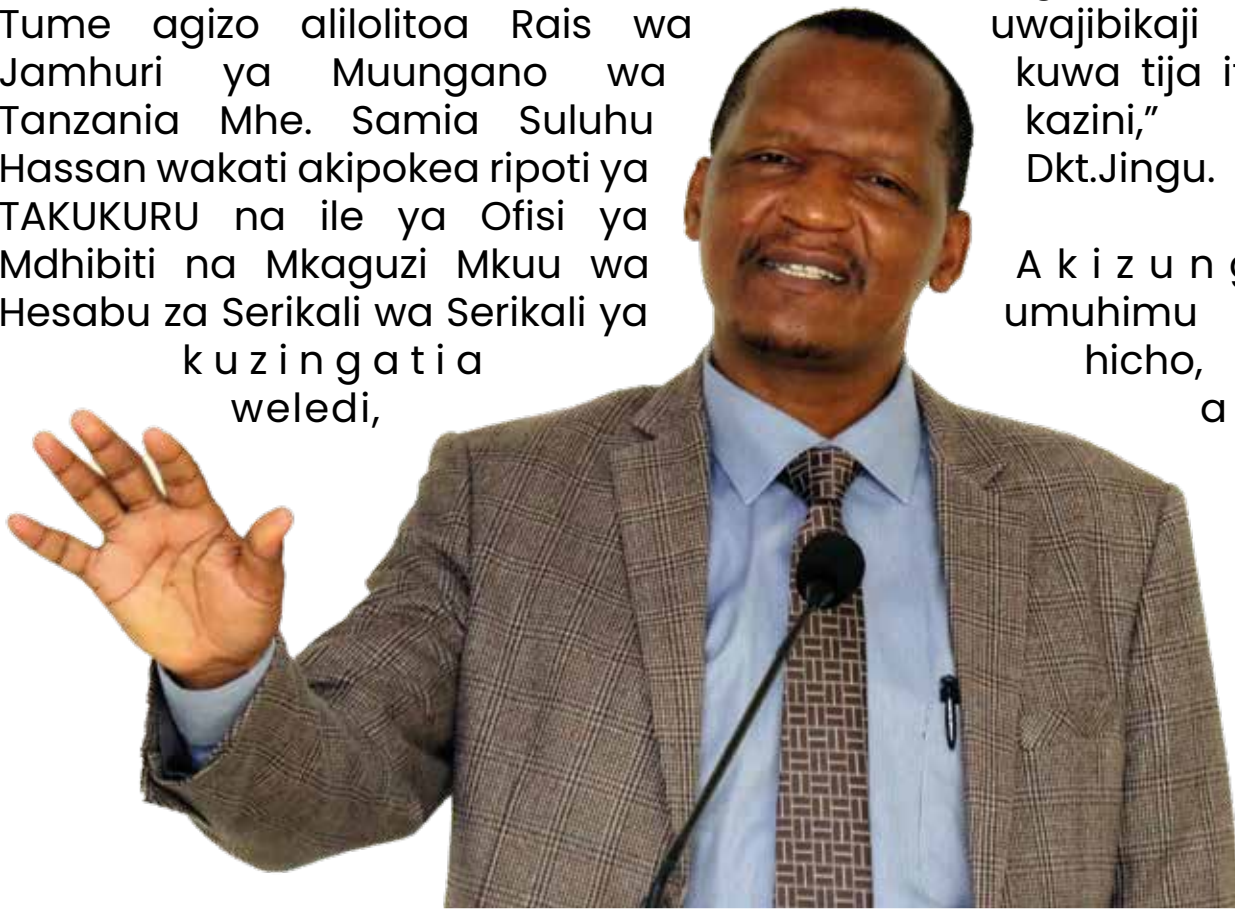 Tume agizo alilolitoa Rais wa
Jamhuri ya Muungano wa
Tanzania Mhe. Samia Suluhu
Hassan wakati akipokea ripoti ya
TAKUKURU na ile ya Ofisi ya
Mdhibiti na Mkaguzi Mkuu wa
Hesabu za Serikali wa Serikali ya
kuzingatia
weledi,
uwajibikaji
kuwa tija
kazini,”
Dkt.Jingu.
umuhimu
hicho,